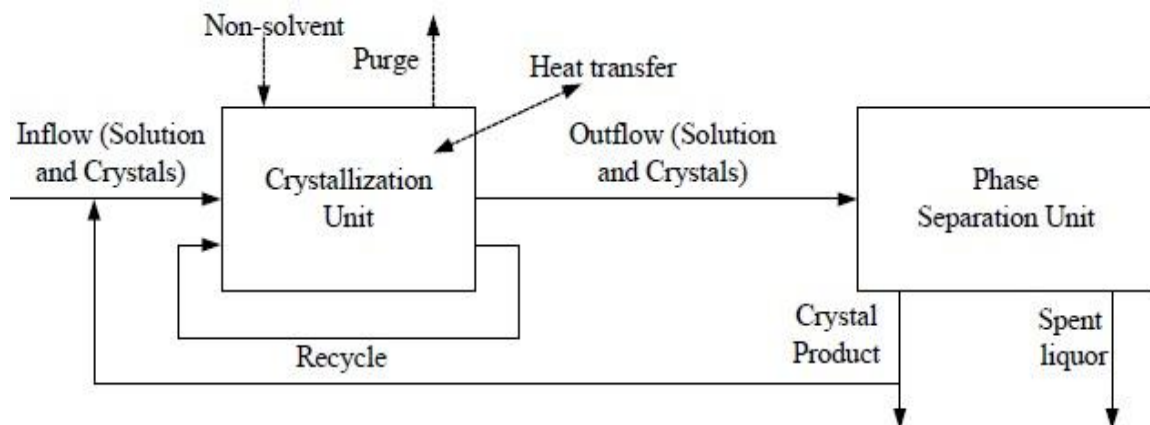 Non-solvent
Purge
Heat transfer
Inflow (Solution
and Crystals)
Crystallization
Unit
Outflow (Solution
and Crystals)
Phase
Separation Unit
Recycle
Crystal
Product
Spent
liquor